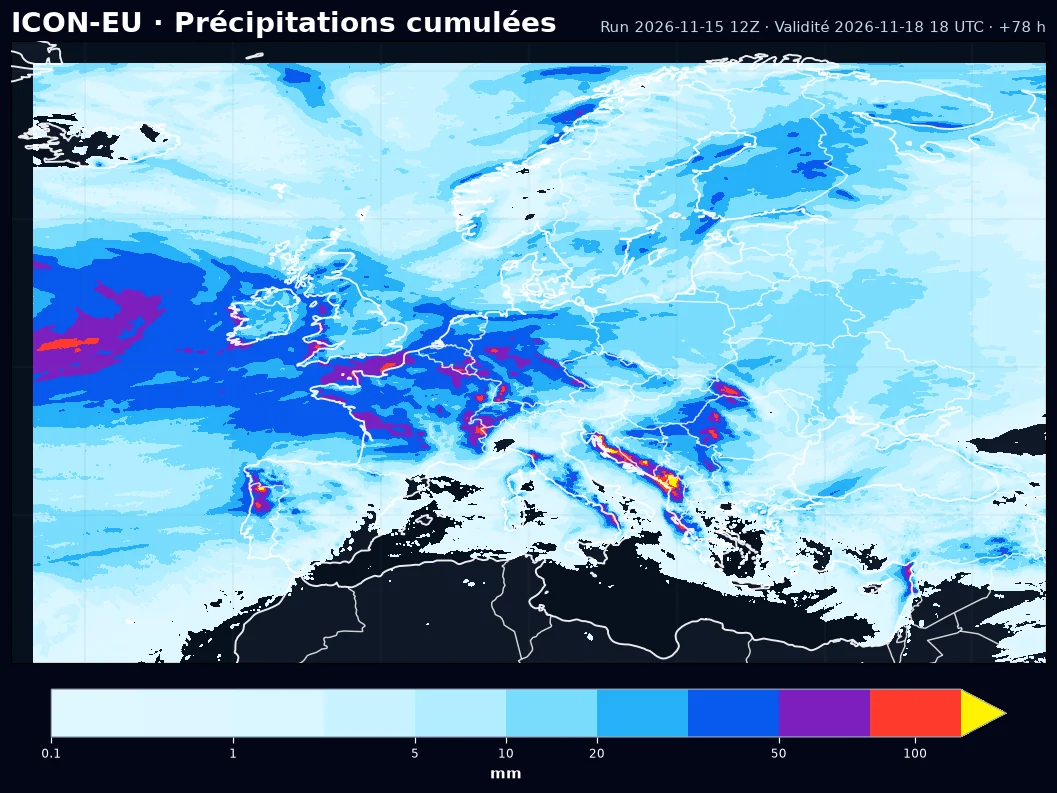 ICON-EU · Précipitations cumulées
Run 2026-11-15 12Z · Validité 2026-11-18 18 UTC · +78 h
0.1 1 5 10 20 50 100
mm